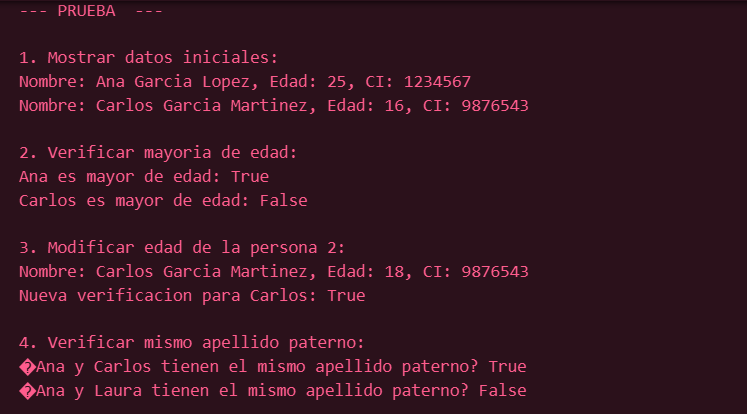 --- PRUEBA  ---
1. Mostrar datos iniciales:
Nombre: Ana Garcia Lopez, Edad: 25, CI: 1234567
Nombre: Carlos Garcia Martinez, Edad: 16, CI: 9876543
2. Verificar mayoria de edad:
Ana es mayor de edad: True
Carlos es mayor de edad: False
3. Modificar edad de la persona 2:
Nombre: Carlos Garcia Martinez, Edad: 18, CI: 9876543
Nueva verificacion para Carlos: True
4. Verificar mismo apellido paterno:
�Ana y Carlos tienen el mismo apellido paterno? True
�Ana y Laura tienen el mismo apellido paterno? False